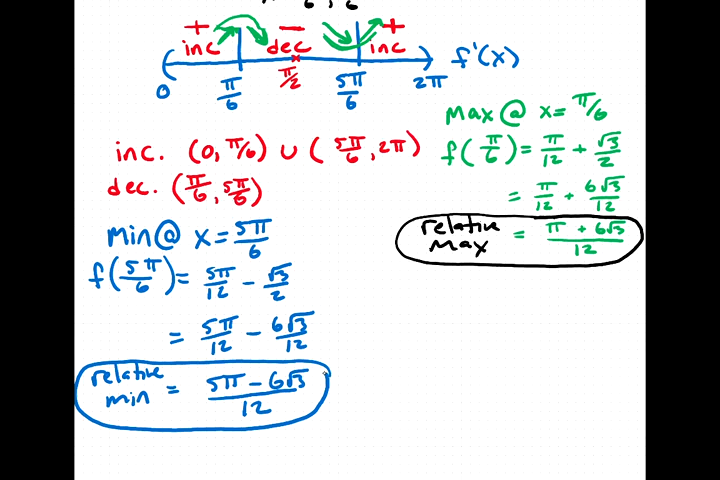 + − +
inc dec inc f'(x)
0 π/6 π/2 5π/6 2π
inc. (0, π/6) ∪ (5π/6, 2π)
dec. (π/6, 5π/6)
min @ x = 5π/6
f(5π/6) = 5π/12 - √3/2
= 5π/12 - 6√3/12
relative min = (5π - 6√3)/12
max @ x = π/6
f(π/6) = π/12 + √3/2
= π/12 + 6√3/12
relative max = (π + 6√3)/12